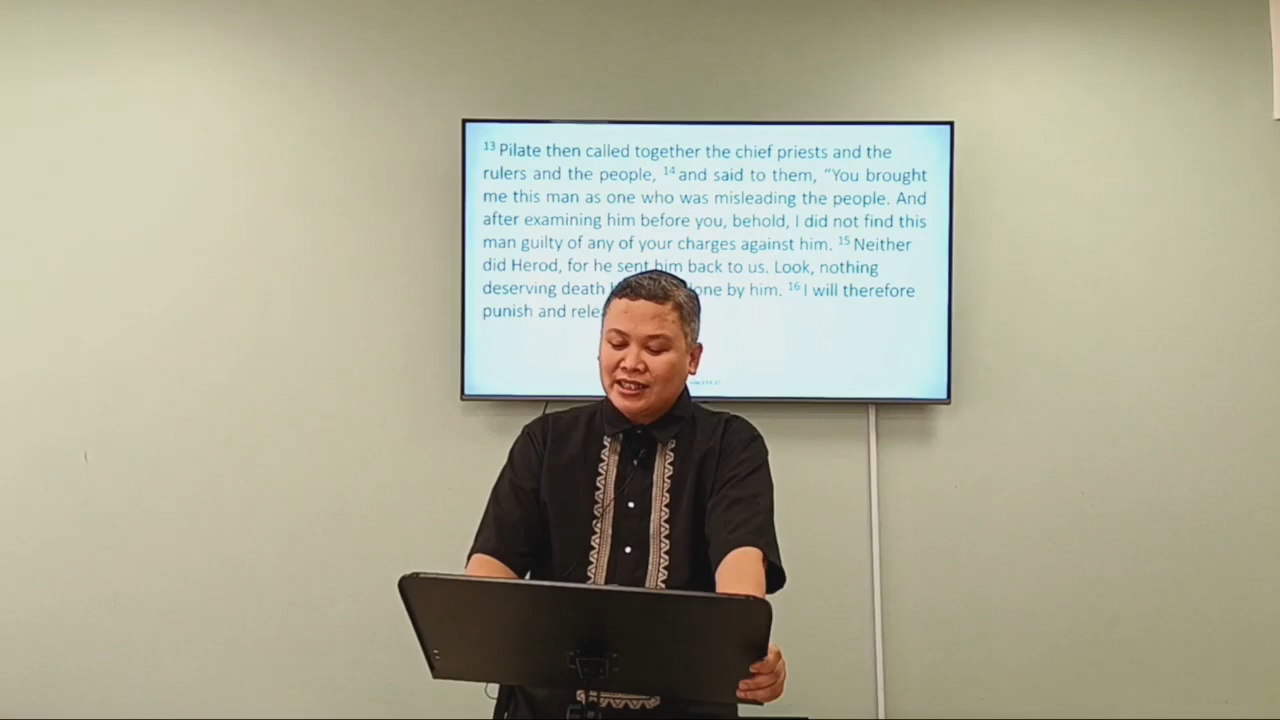 13 Pilate then called together the chief priests and the
rulers and the people, 14 and said to them, “You brought
me this man as one who was misleading the people. And
after examining him before you, behold, I did not find this
man guilty of any of your charges against him. 15 Neither
did Herod, for he sent him back to us. Look, nothing
deserving death by him. 16 I will therefore
punish and